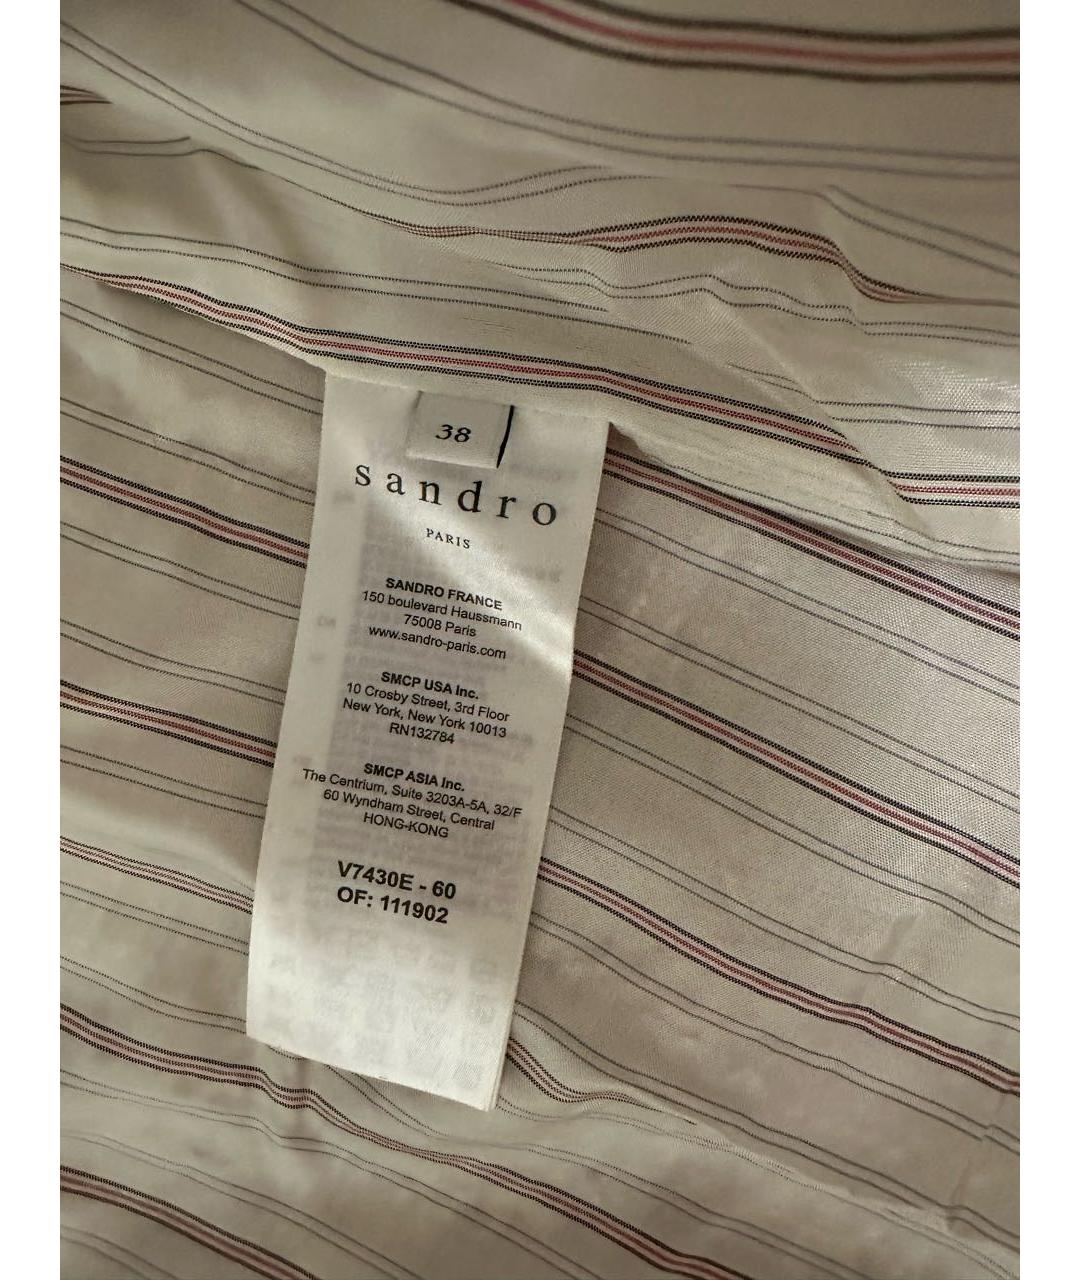 38
sandro
PARIS
SANDRO FRANCE
150 boulevard Haussmann
75008 Paris
www.sandro-paris.com
SMCP USA Inc.
10 Crosby Street, 3rd Floor
New York, New York 10013
RN132784
SMCP ASIA Inc.
The Centrium, Suite 3203A-5A, 32/F
60 Wyndham Street, Central
HONG-KONG
V7430E - 60
OF: 111902